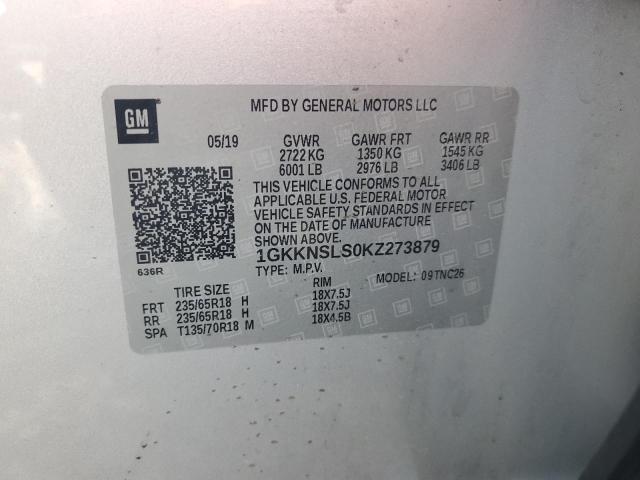 GM
MFD BY GENERAL MOTORS LLC
05/19 GVWR GAWR FRT GAWR RR
2722 KG 1350 KG 1545 KG
6001 LB 2976 LB 3406 LB
THIS VEHICLE CONFORMS TO ALL
APPLICABLE U.S. FEDERAL MOTOR
VEHICLE SAFETY STANDARDS IN EFFECT
ON THE DATE OF MANUFACTURE
SHOWN ABOVE.
1GKKNSLS0KZ273879
636R
TYPE: M.P.V. MODEL: 09TNC26
TIRE SIZE RIM
FRT 235/65R18 H 18X7.5J
RR 235/65R18 H 18X7.5J
SPA T135/70R18 M 18X4.5B